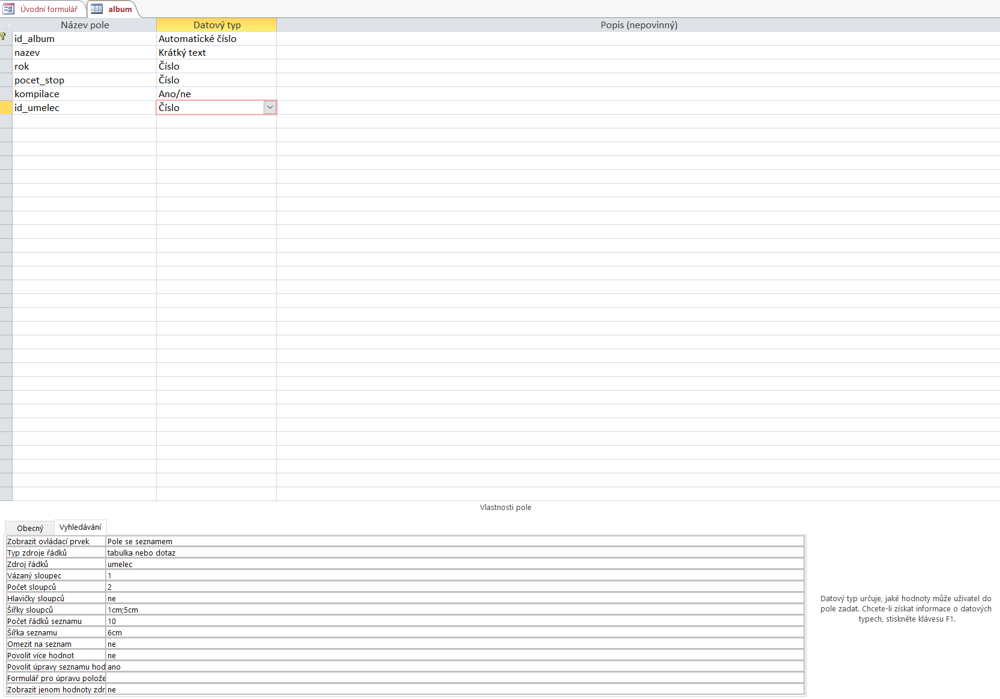 Úvodní formulář album
Název pole Datový typ Popis (nepovinný)
id_album Automatické číslo
nazev Krátký text
rok Číslo
pocet_stop Číslo
kompilace Ano/ne
id_umelec Číslo
Vlastnosti pole
Obecný Vyhledávání
Zobrazit ovládací prvek Pole se seznamem
Typ zdroje řádků tabulka nebo dotaz
Zdroj řádků umelec
Vázaný sloupec 1
Počet sloupců 2
Hlavičky sloupců ne
Šířky sloupců 1cm;5cm
Počet řádků seznamu 10
Šířka seznamu 6cm
Omezit na seznam ne
Povolit více hodnot ne
Povolit úpravy seznamu hod ano
Formulář pro úpravu polože
Zobrazit jenom hodnoty zdr ne
Datový typ určuje, jaké hodnoty může uživatel do
pole zadat. Chcete-li získat informace o datových
typech, stiskněte klávesu F1.